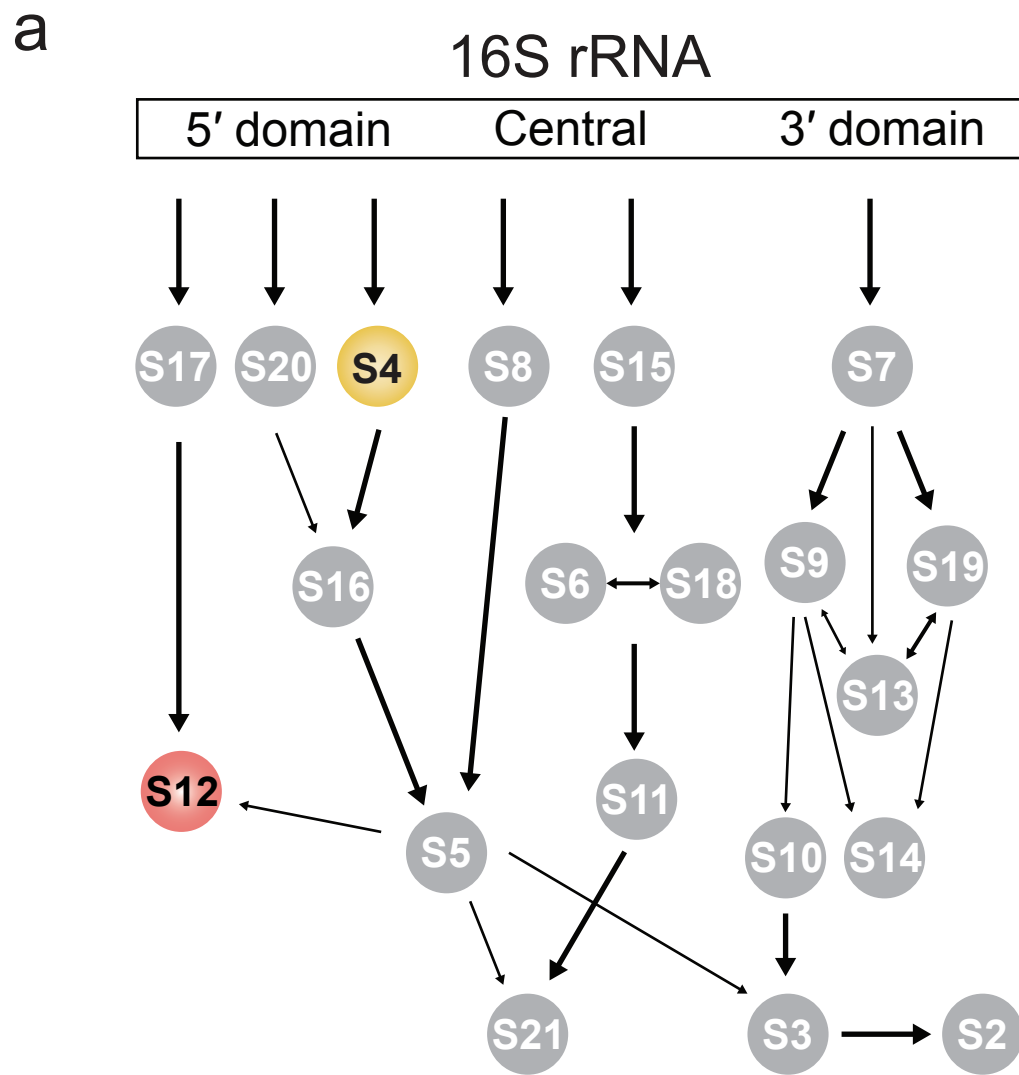 a
16S rRNA
5′ domain Central 3′ domain
S17 S20 S4 S8 S15 S7
S9 S19
S16 S6 S18
S13
S12 S11
S5 S10 S14
S21 S3 S2